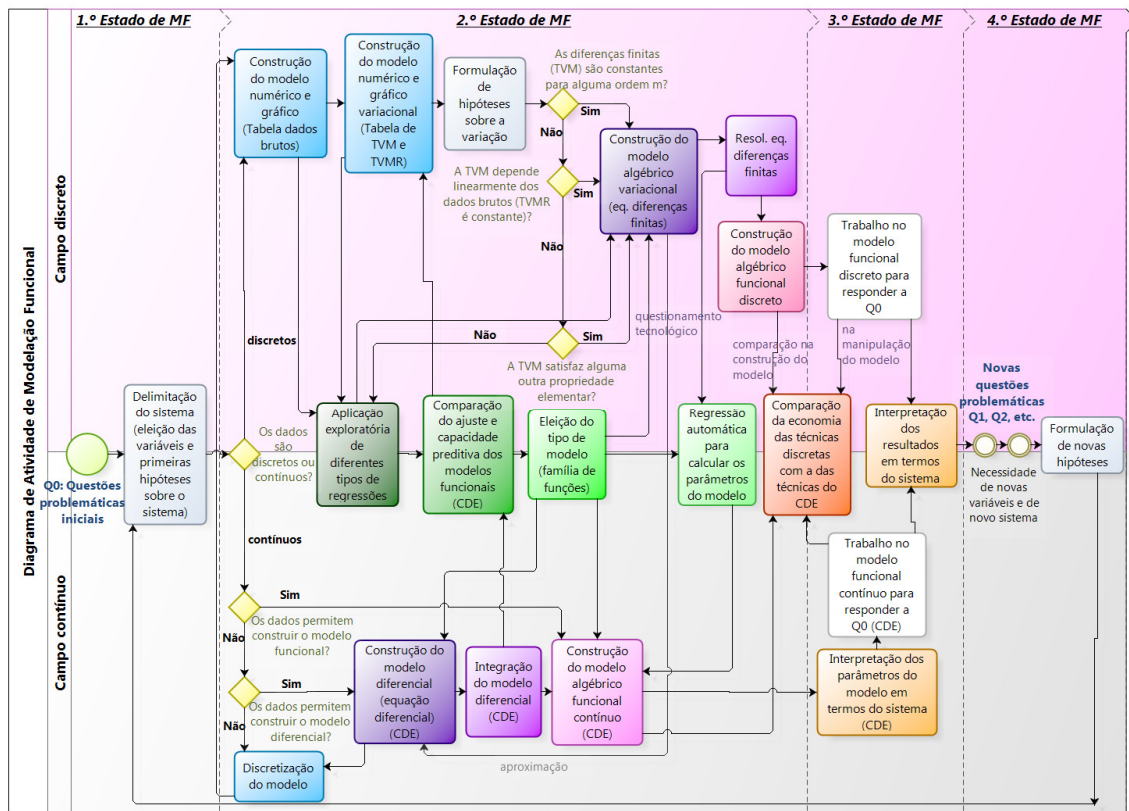 1.º Estado de MF
2.º Estado de MF
3.º Estado de MF
4.º Estado de MF
Diagrama de Atividade de Modelação Funcional
Campo discreto
Campo contínuo
Construção
do modelo
numérico e
gráfico
(Tabela dados
brutos)
Construção
do modelo
numérico e
gráfico
variacional
(Tabela de
TVM e
TVMR)
Formulação
de
hipóteses
sobre a
variação
As diferenças finitas
(TVM) são constantes
para alguma ordem m?
Sim
Não
A TVM depende
linearmente dos
dados brutos (TVMR
é constante)?
Sim
Não
Construção do
modelo
algébrico
variacional
(eq. diferenças
finitas)
Resol. eq.
diferenças
finitas
Construção
do modelo
algébrico
funcional
discreto
Trabalho no
modelo
funcional
discreto para
responder a
Q0
questionamento
tecnológico
Não
Sim
A TVM satisfaz alguma
outra propriedade
elementar?
comparação na
construção do
modelo
na
manipulação
do modelo
discretos
Delimitação
do sistema
(eleição das
variáveis e
primeiras
hipóteses
sobre o
sistema)
Q0: Questões
problemáticas
iniciais
Os dados
são
discretos ou
contínuos?
Aplicação
exploratória
de
diferentes
tipos de
regressões
Comparação
do ajuste e
capacidade
preditiva dos
modelos
funcionais
(CDE)
Eleição do
tipo de
modelo
(família de
funções)
Regressão
automática
para
calcular os
parâmetros
do modelo
Comparação
da economia
das técnicas
discretas
com a das
técnicas do
CDE
Interpretação
dos
resultados
em termos
do sistema
Novas
questões
problemáticas
Q1, Q2, etc.
Necessidade
de novas
variáveis e de
novo sistema
Formulação
de novas
hipóteses
contínuos
Sim
Os dados permitem
construir o modelo
funcional?
Não
Sim
Os dados permitem
construir o modelo
diferencial?
Não
Construção do
modelo
diferencial
(equação
diferencial)
(CDE)
Integração
do modelo
diferencial
(CDE)
Construção
do modelo
algébrico
funcional
contínuo
(CDE)
Trabalho no
modelo
funcional
contínuo para
responder a
Q0 (CDE)
Interpretação dos
parâmetros do
modelo em
termos do sistema
(CDE)
Discretização
do modelo
aproximação